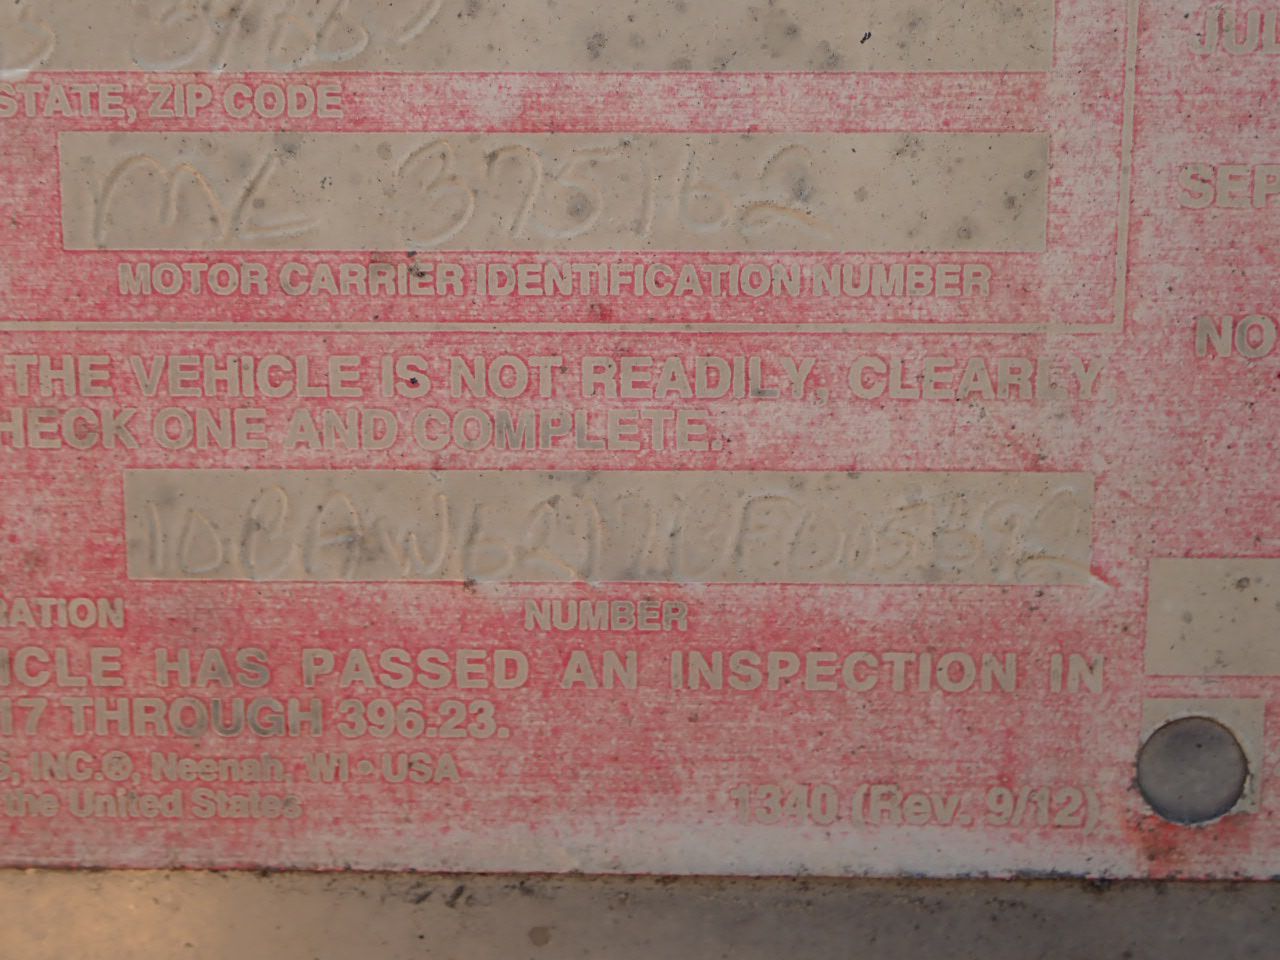 JUL
STATE, ZIP CODE
MC 375162
SEP
MOTOR CARRIER IDENTIFICATION NUMBER
NO
THE VEHICLE IS NOT READILY, CLEARLY,
HECK ONE AND COMPLETE.
RATION NUMBER
ICLE HAS PASSED AN INSPECTION IN
17 THROUGH 396.23.
S, INC.®, Neenah, WI • USA
the United States
1340 (Rev. 9/12)